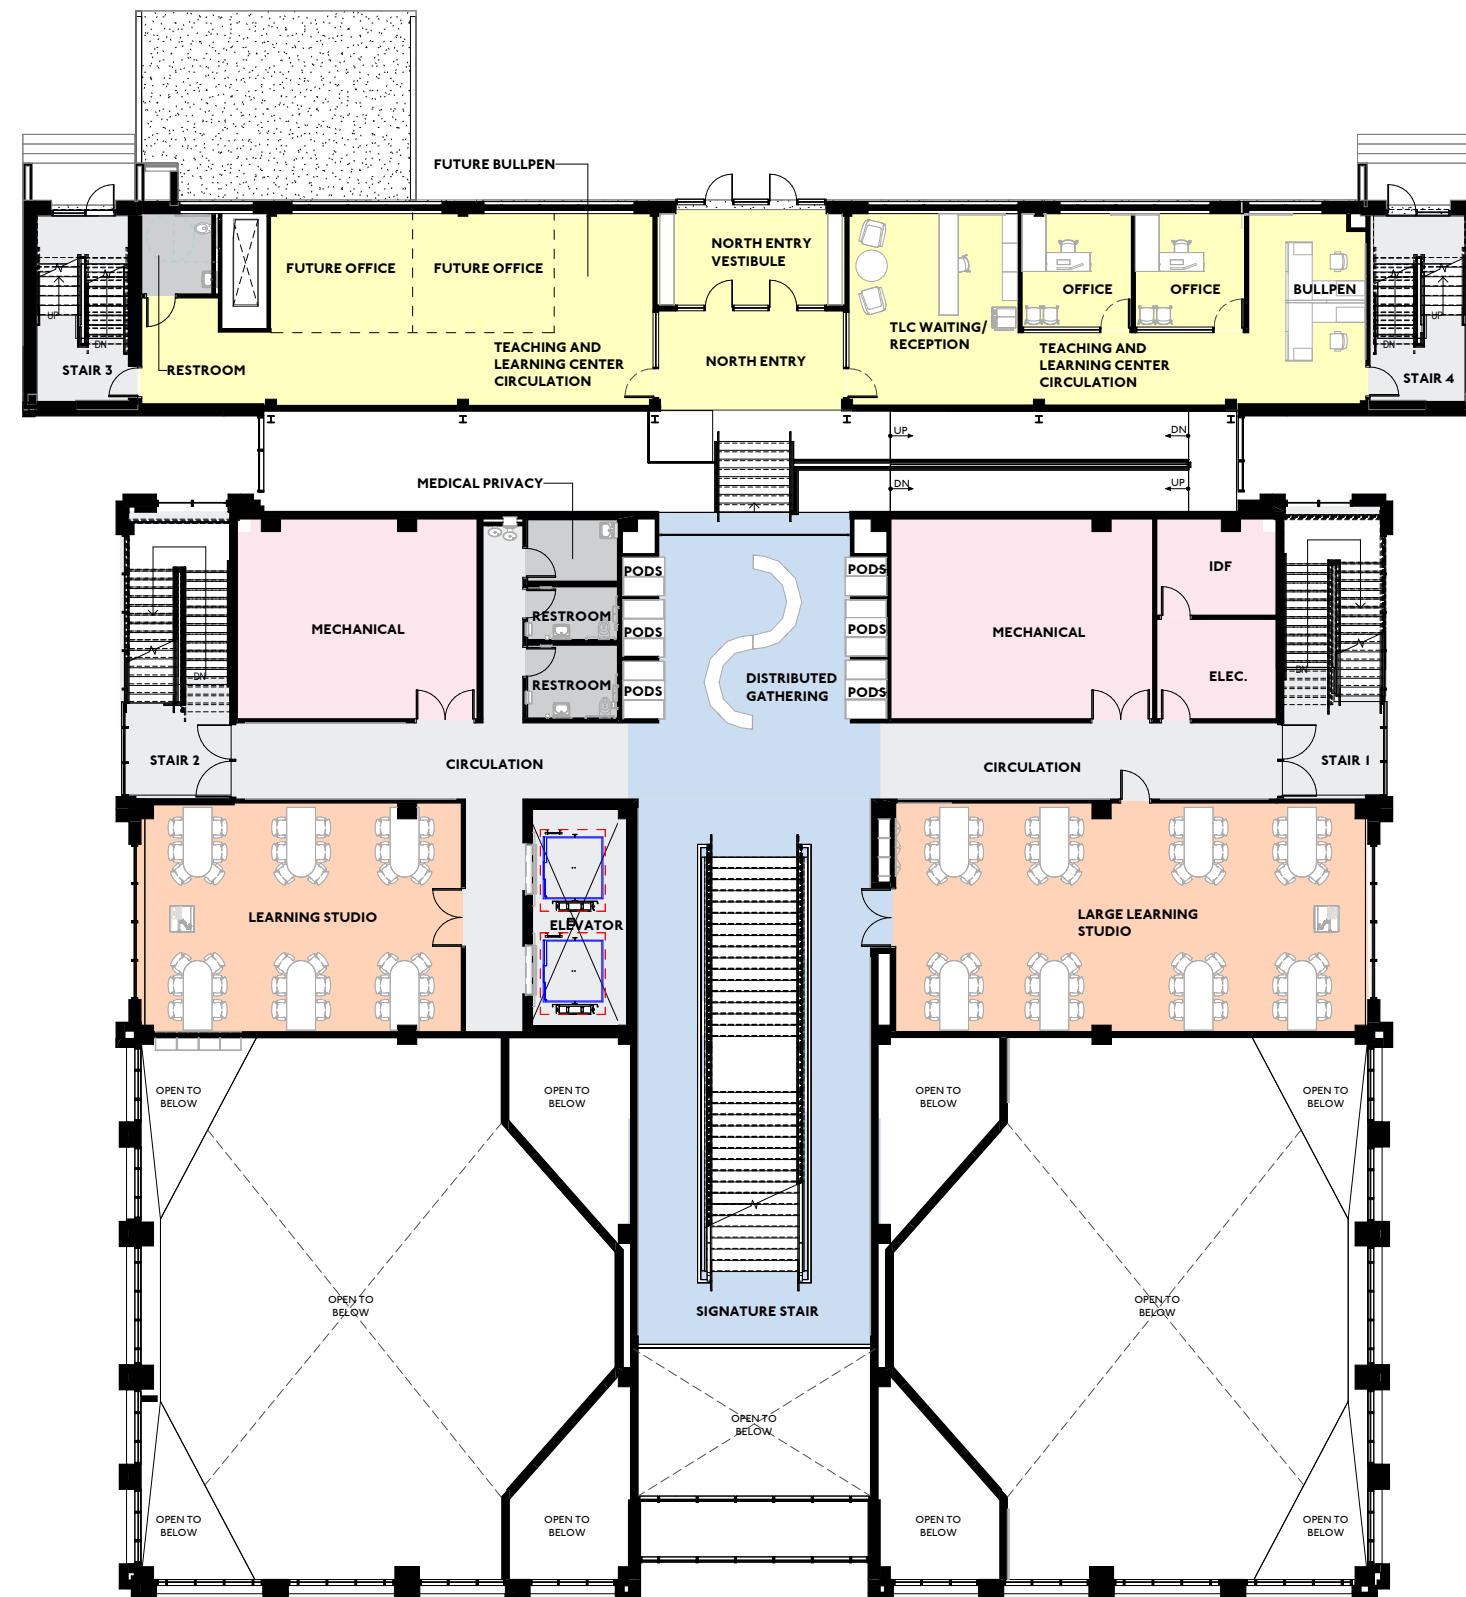 FUTURE BULLPEN
NORTH ENTRY
VESTIBULE
FUTURE OFFICE
FUTURE OFFICE
OFFICE
OFFICE
BULLPEN
UP
DN
UP
DN
TLC WAITING/
RECEPTION
TEACHING AND
LEARNING CENTER
CIRCULATION
NORTH ENTRY
TEACHING AND
LEARNING CENTER
CIRCULATION
STAIR 3
RESTROOM
STAIR 4
UP
DN
MEDICAL PRIVACY
DN
UP
PODS
PODS
IDF
RESTROOM
MECHANICAL
PODS
PODS
MECHANICAL
DN
DN
RESTROOM
PODS
DISTRIBUTED
GATHERING
PODS
ELEC.
STAIR 2
CIRCULATION
CIRCULATION
STAIR 1
LEARNING STUDIO
ELEVATOR
LARGE LEARNING
STUDIO
OPEN TO
BELOW
OPEN TO
BELOW
OPEN TO
BELOW
OPEN TO
BELOW
OPEN TO
BELOW
SIGNATURE STAIR
OPEN TO
BELOW
OPEN TO
BELOW
OPEN TO
BELOW
OPEN TO
BELOW
OPEN TO
BELOW
OPEN TO
BELOW